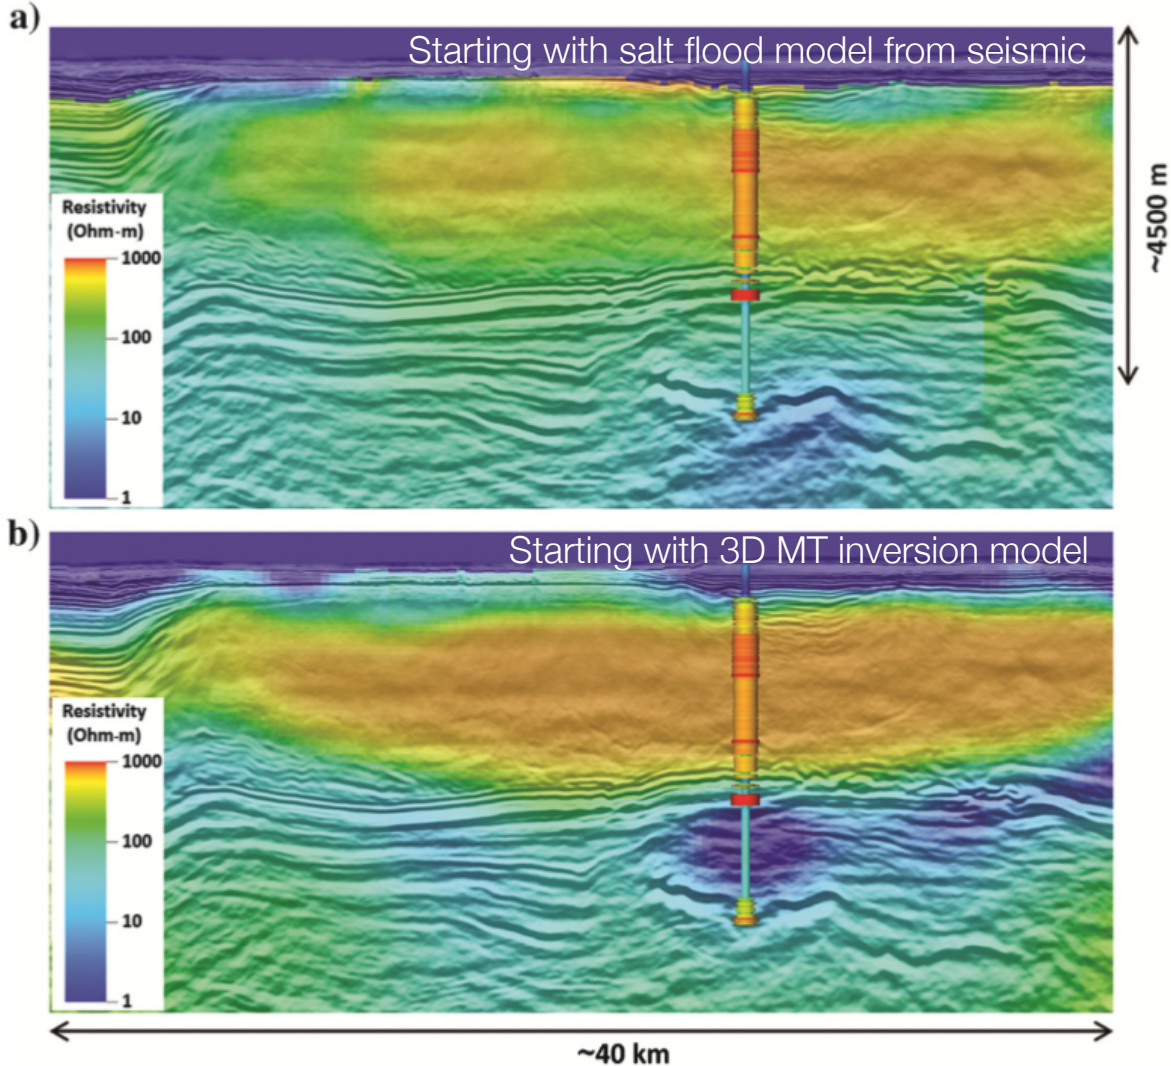 a)
Starting with salt flood model from seismic
~4500 m
Resistivity
(Ohm-m)
1000
100
10
1
b)
Starting with 3D MT inversion model
Resistivity
(Ohm-m)
1000
100
10
1
~40 km